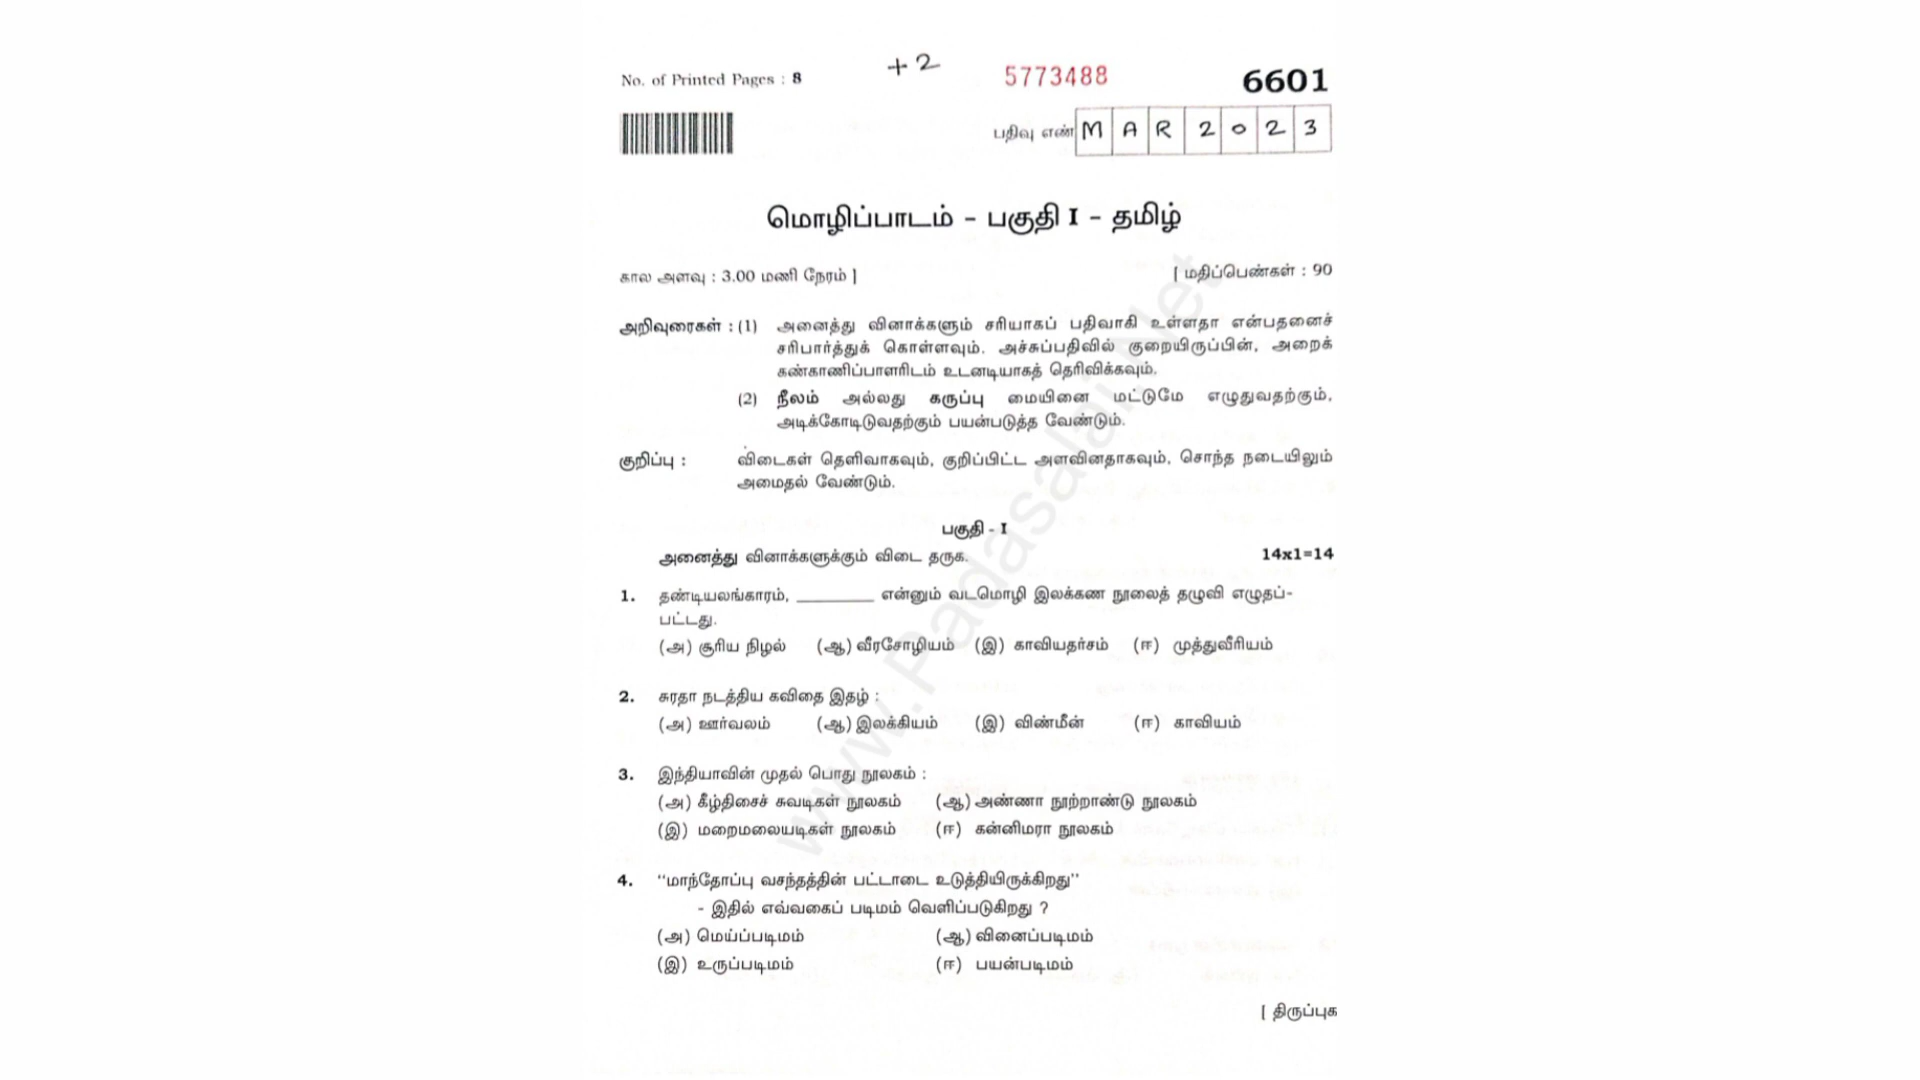 No. of Printed Pages : 8
+2
5773488
6601
பதிவு எண் M A R 2 0 2 3
மொழிப்பாடம் – பகுதி I – தமிழ்
கால அளவு : 3.00 மணி நேரம் ]
[ மதிப்பெண்கள் : 90
அறிவுரைகள் : (1) அனைத்து வினாக்களும் சரியாகப் பதிவாகி உள்ளதா என்பதனைச்
சரிபார்த்துக் கொள்ளவும். அச்சுப்பதிவில் குறையிருப்பின், அறைக்
கண்காணிப்பாளரிடம் உடனடியாகத் தெரிவிக்கவும்.
(2) நீலம் அல்லது கருப்பு மையினை மட்டுமே எழுதுவதற்கும்,
அடிக்கோடிடுவதற்கும் பயன்படுத்த வேண்டும்.
குறிப்பு : விடைகள் தெளிவாகவும், குறிப்பிட்ட அளவினதாகவும், சொந்த நடையிலும்
அமைதல் வேண்டும்.
பகுதி - I
அனைத்து வினாக்களுக்கும் விடை தருக. 14x1=14
1. தண்டியலங்காரம், _________ என்னும் வடமொழி இலக்கண நூலைத் தழுவி எழுதப்-
பட்டது.
(அ) சூரிய நிழல் (ஆ) வீரசோழியம் (இ) காவியதர்சம் (ஈ) முத்துவீரியம்
2. சுரதா நடத்திய கவிதை இதழ் :
(அ) ஊர்வலம் (ஆ) இலக்கியம் (இ) விண்மீன் (ஈ) காவியம்
3. இந்தியாவின் முதல் பொது நூலகம் :
(அ) கீழ்திசைச் சுவடிகள் நூலகம் (ஆ) அண்ணா நூற்றாண்டு நூலகம்
(இ) மறைமலையடிகள் நூலகம் (ஈ) கன்னிமரா நூலகம்
4. ‘‘மாந்தோப்பு வசந்தத்தின் பட்டாடை உடுத்தியிருக்கிறது’’
- இதில் எவ்வகைப் படிமம் வெளிப்படுகிறது ?
(அ) மெய்ப்படிமம் (ஆ) வினைப்படிமம்
(இ) உருப்படிமம் (ஈ) பயன்படிமம்
[ திருப்புக
www.Padasalai.Net